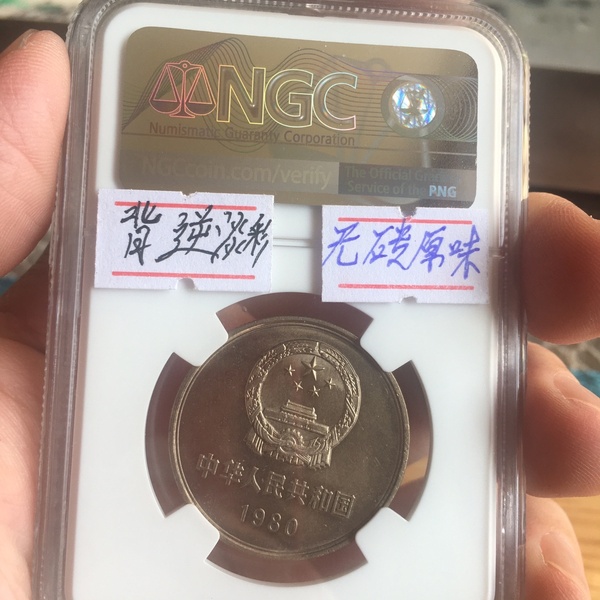 NGC
Numismatic Guaranty Corporation
NGCcoin.com/verify
The Official Grading
Service of the PNG
背逆光彩
无磕原味
中华人民共和国
1980